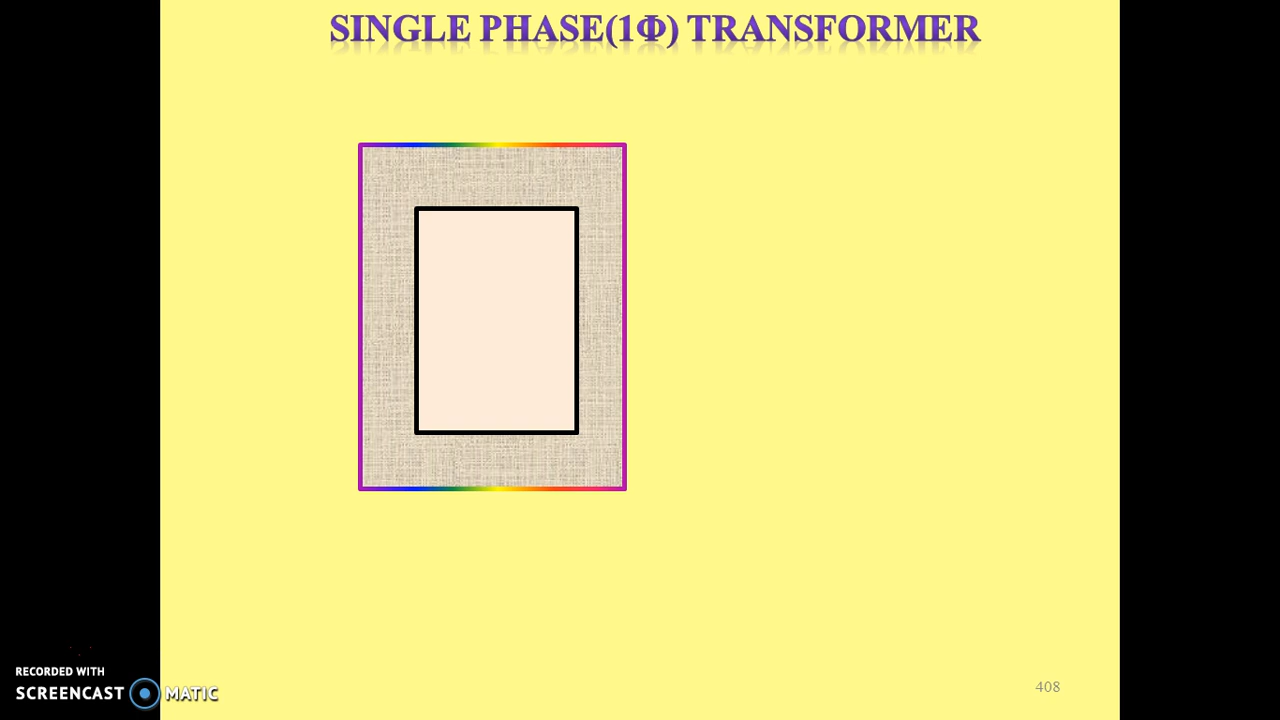 SINGLE PHASE(1Φ) TRANSFORMER
RECORDED WITH
SCREENCAST MATIC
408